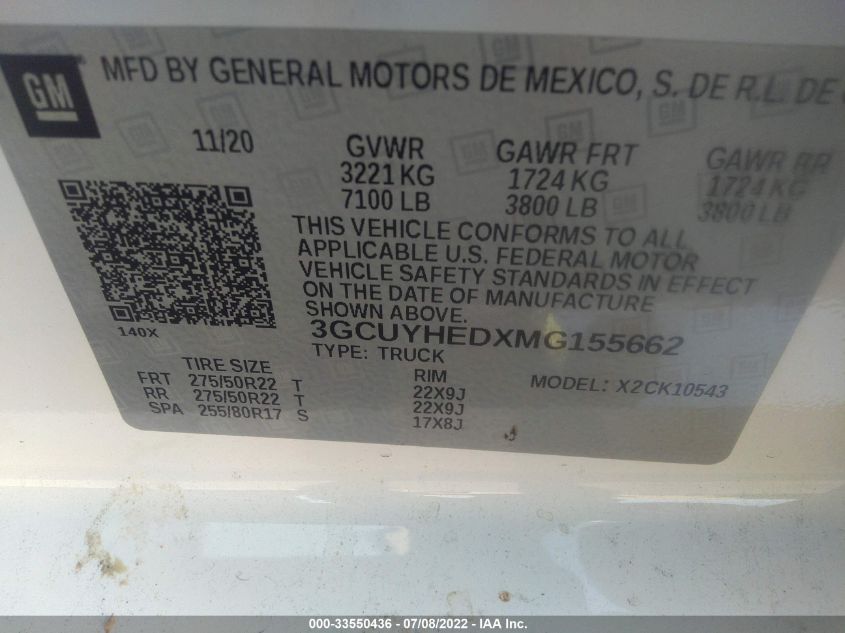 GM
MFD BY GENERAL MOTORS DE MEXICO, S. DE R.L. DE
11/20
GVWR GAWR FRT GAWR RR
3221 KG 1724 KG 1724 KG
7100 LB 3800 LB 3800 LB
THIS VEHICLE CONFORMS TO ALL
APPLICABLE U.S. FEDERAL MOTOR
VEHICLE SAFETY STANDARDS IN EFFECT
ON THE DATE OF MANUFACTURE
SHOWN ABOVE.
140X
3GCUYHEDXMG155662
TYPE: TRUCK
TIRE SIZE RIM MODEL: X2CK10543
FRT 275/50R22 T 22X9J
RR 275/50R22 T 22X9J
SPA 255/80R17 S 17X8J
000-33550436 - 07/08/2022 - IAA Inc.